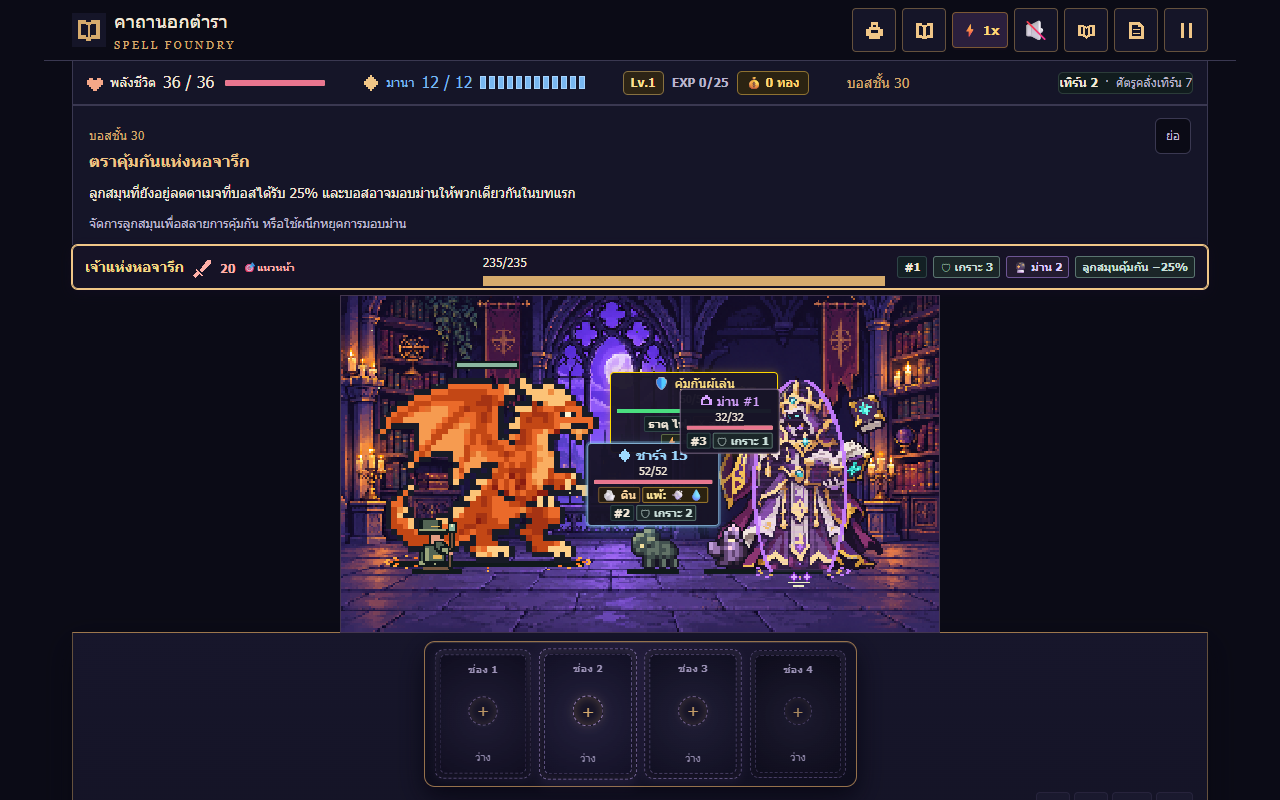 คาถานอกตำรา
SPELL FOUNDRY
1x
พลังชีวิต 36 / 36
มานา 12 / 12
Lv.1 EXP 0/25 0 ทอง
บอสชั้น 30
เทิร์น 2 · ศัตรูคลั่งเทิร์น 7
บอสชั้น 30
ย่อ
ตราคุ้มกันแห่งหอจารึก
ลูกสมุนที่ยังอยู่ลดดาเมจที่บอสได้รับ 25% และบอสอาจมอบม่านให้พวกเดียวกันในบทแรก
จัดการลูกสมุนเพื่อสลายการคุ้มกัน หรือใช้ผนึกหยุดการมอบม่าน
เจ้าแห่งหอจารึก 20 แนวนน้ำ
235/235
#1 เกราะ 3 ม่าน 2 ลูกสมุนคุ้มกัน −25%
คุ้มกันผู้เล่น
ม่าน #1
32/32
#3 เกราะ 1
ธาตุ
ชาร์จ 15
52/52
ดิน แพ้:
#2 เกราะ 2
ช่อง 1 ช่อง 2 ช่อง 3 ช่อง 4
+ + + +
ว่าง ว่าง ว่าง ว่าง